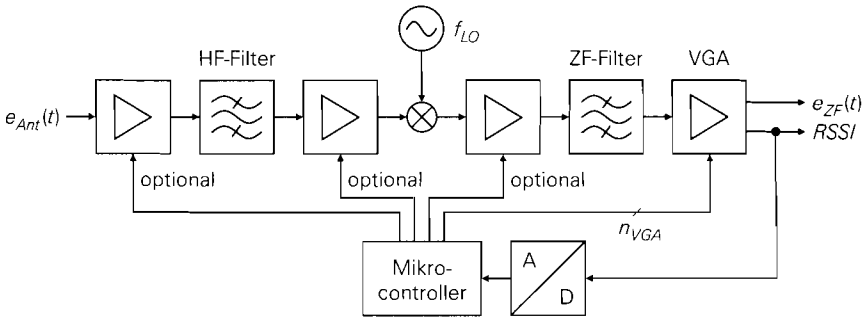 f_LO
HF-Filter
ZF-Filter
VGA
e_Ant(t)
e_ZF(t)
RSSI
optional
optional
optional
n_VGA
Mikro-
controller
A
D